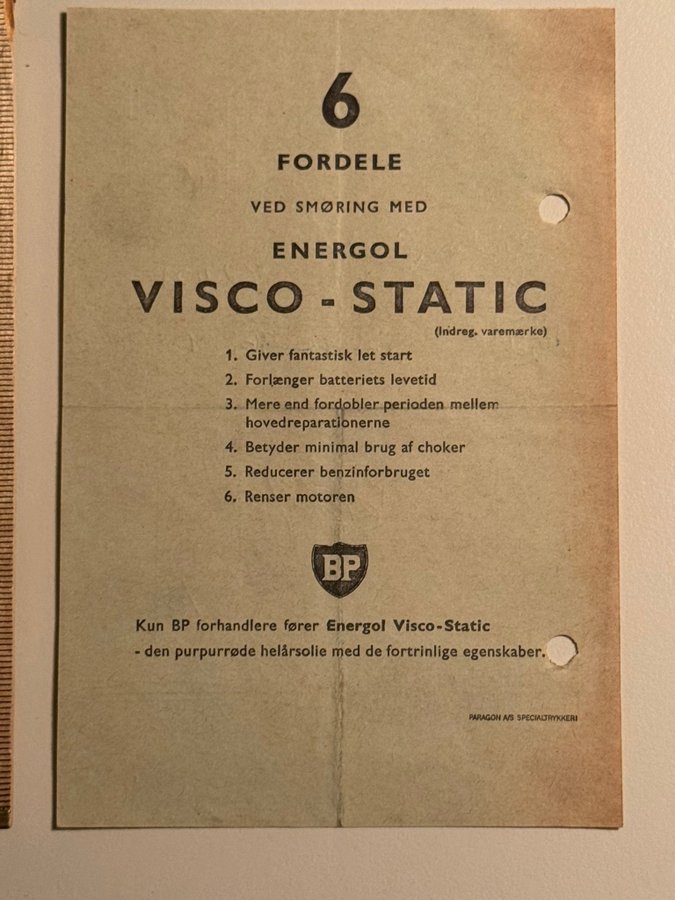 6
FORDELE
VED SMØRING MED
ENERGOL
VISCO - STATIC
(Indreg. varemærke)
1. Giver fantastisk let start
2. Forlænger batteriets levetid
3. Mere end fordobler perioden mellem
hovedreparationerne
4. Betyder minimal brug af choker
5. Reducerer benzinforbruget
6. Renser motoren
BP
Kun BP forhandlere fører Energol Visco-Static
- den purpurrøde helårsolie med de fortrinlige egenskaber.
PARAGON A/S SPECIALTRYKKERI